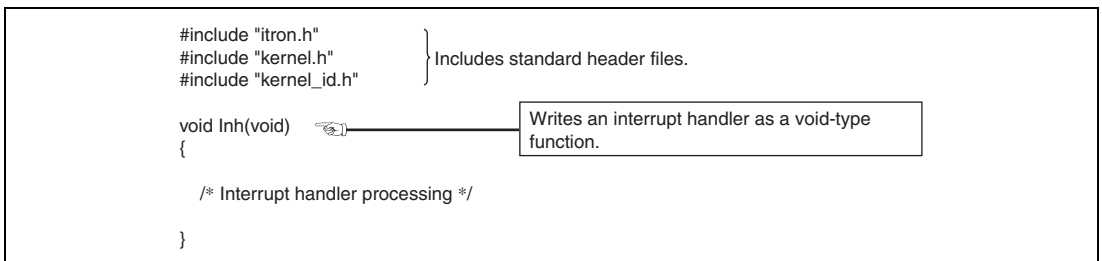 #include "itron.h"
#include "kernel.h"
#include "kernel_id.h"
Includes standard header files.
void Inh(void)
Writes an interrupt handler as a void-type
function.
{
/* Interrupt handler processing */
}